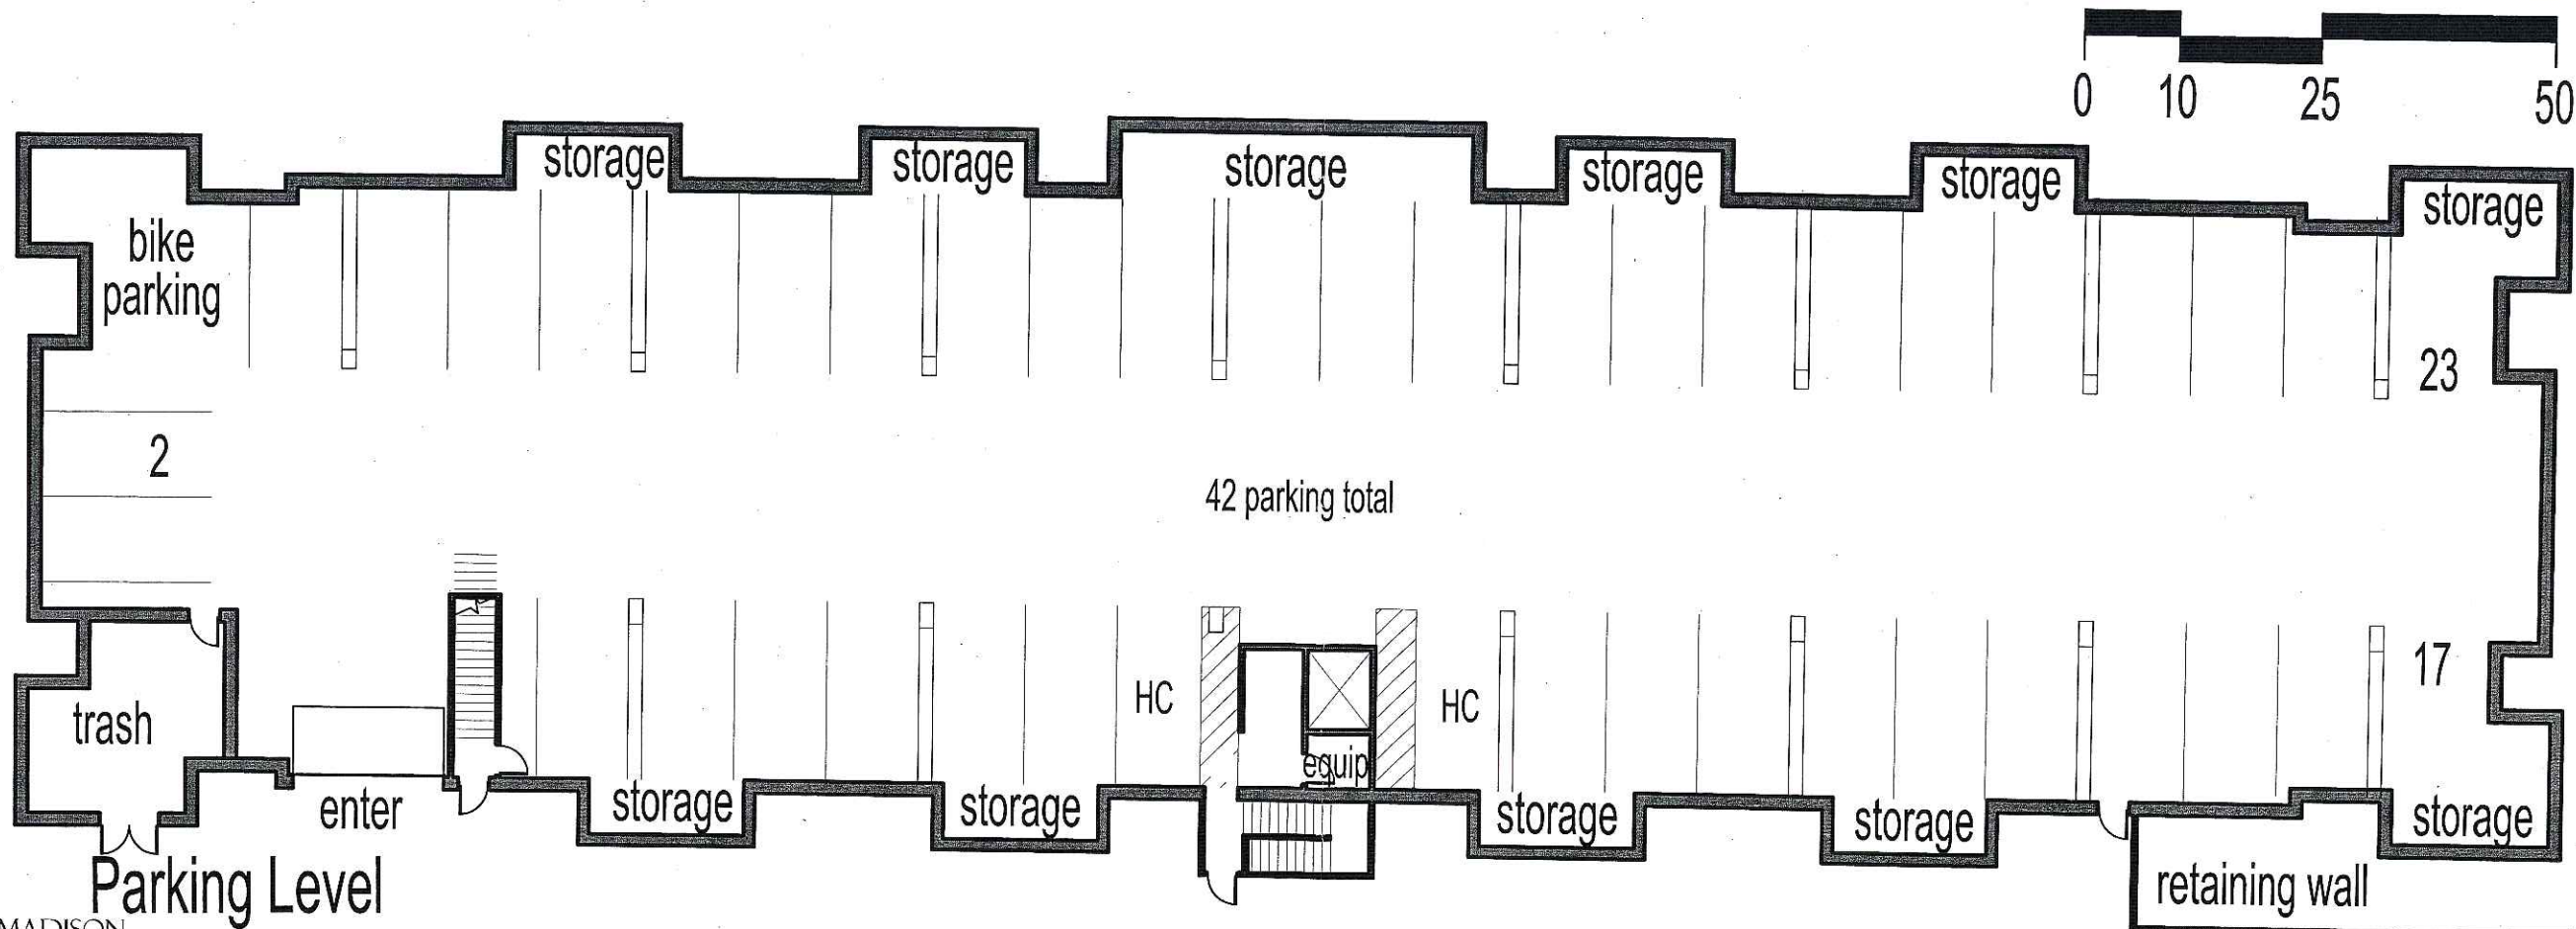 0 10 25 50
storage
storage
storage
storage
storage
storage
bike
parking
23
2
42 parking total
17
HC
HC
trash
equip
enter
storage
storage
storage
storage
storage
retaining wall
Parking Level
MADISON